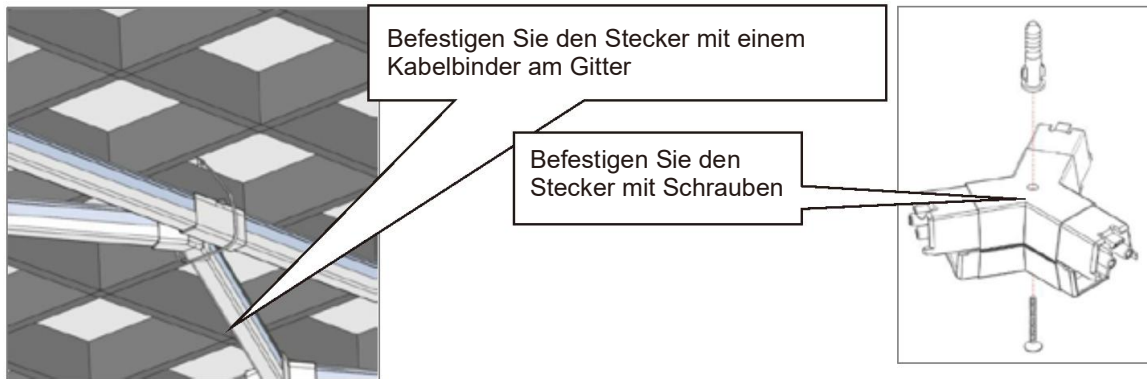 Befestigen Sie den Stecker mit einem
Kabelbinder am Gitter
Befestigen Sie den
Stecker mit Schrauben